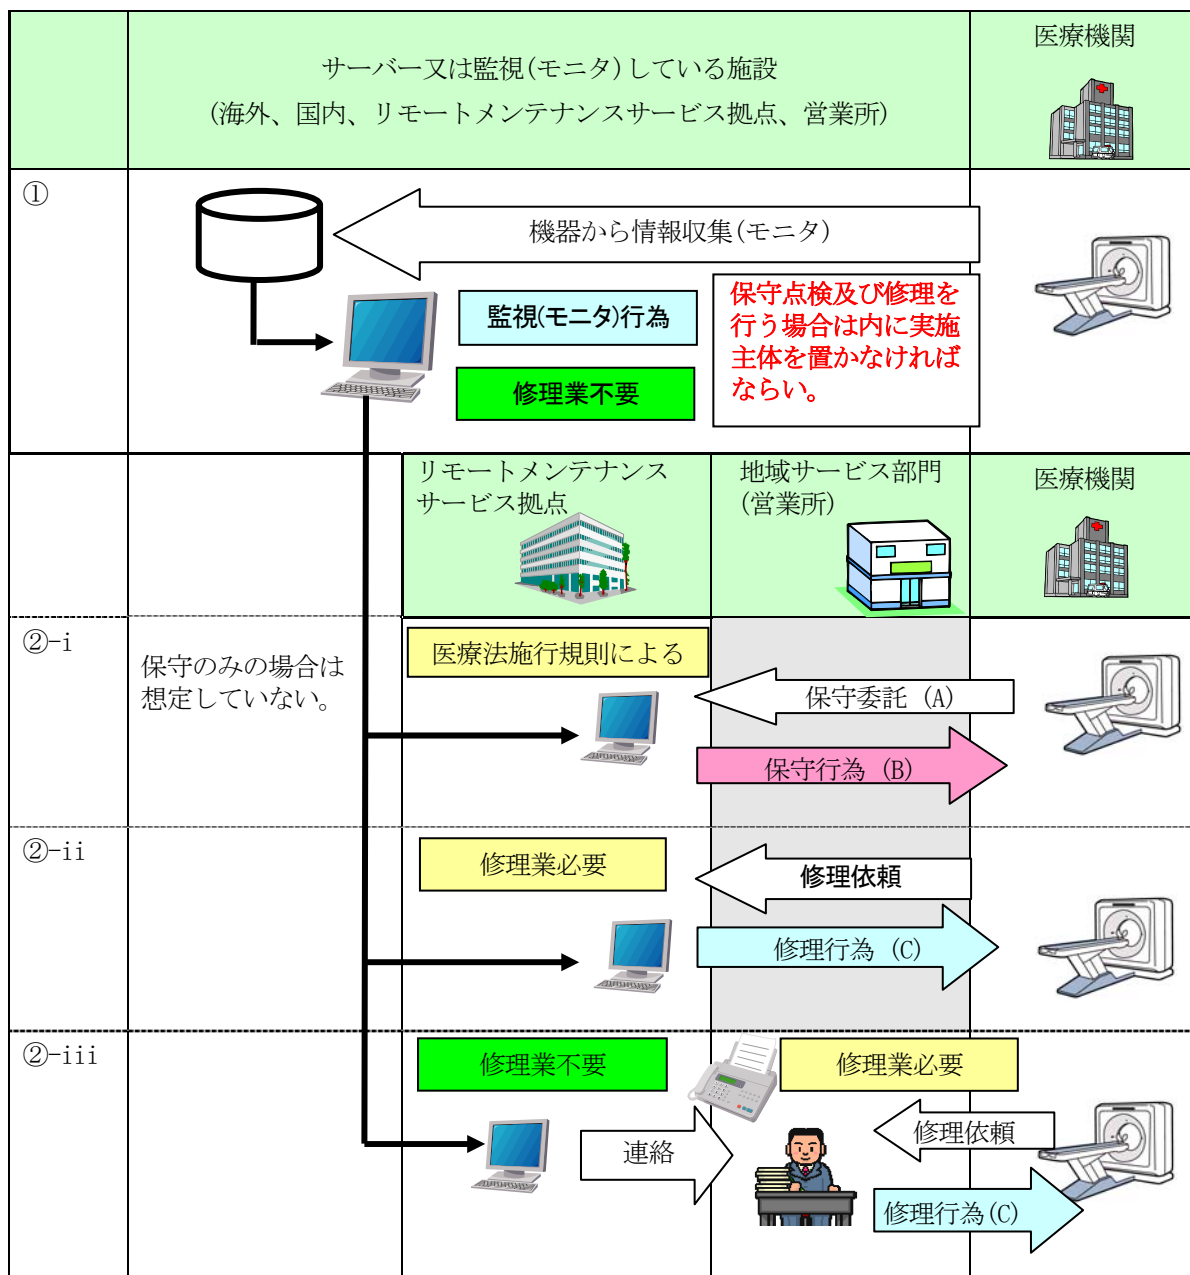 サーバー又は監視(モニタ)している施設
(海外、国内、リモートメンテナンスサービス拠点、営業所)
医療機関
①
機器から情報収集(モニタ)
監視(モニタ)行為
修理業不要
保守点検及び修理を
行う場合は内に実施
主体を置かなければ
ならい。
リモートメンテナンス
サービス拠点
地域サービス部門
(営業所)
医療機関
②-i
保守のみの場合は
想定していない。
医療法施行規則による
保守委託 (A)
保守行為 (B)
②-ii
修理業必要
修理依頼
修理行為 (C)
②-iii
修理業不要
修理業必要
連絡
修理依頼
修理行為(C)